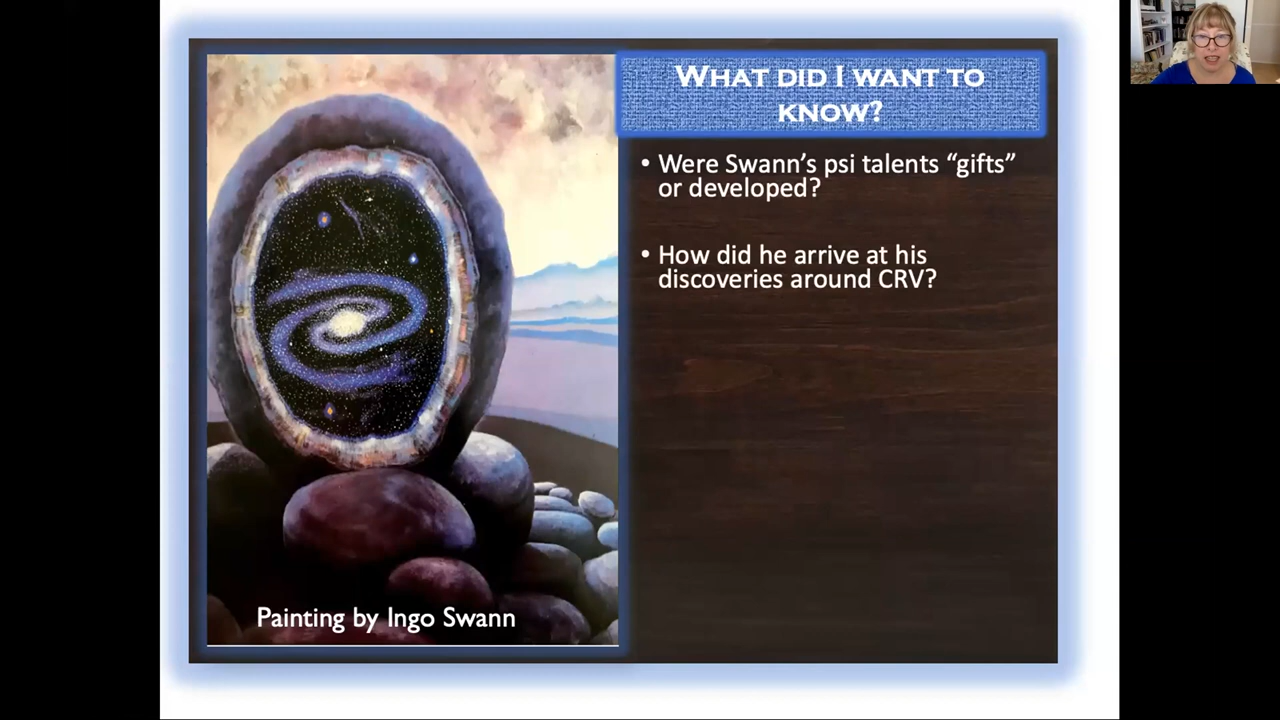 WHAT DID I WANT TO
KNOW?
• Were Swann’s psi talents “gifts”
or developed?
• How did he arrive at his
discoveries around CRV?
Painting by Ingo Swann